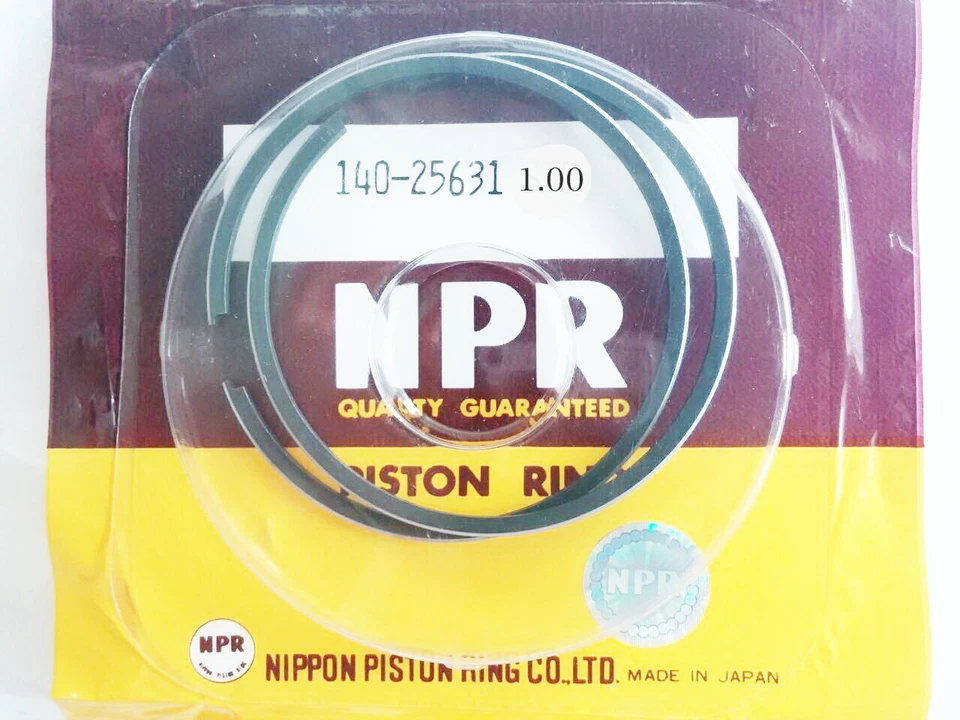 140-25631 1.00
NPR
QUALITY GUARANTEED
PISTON RING
NPR
NPR
NIPPON PISTON RING CO.,LTD. MADE IN JAPAN